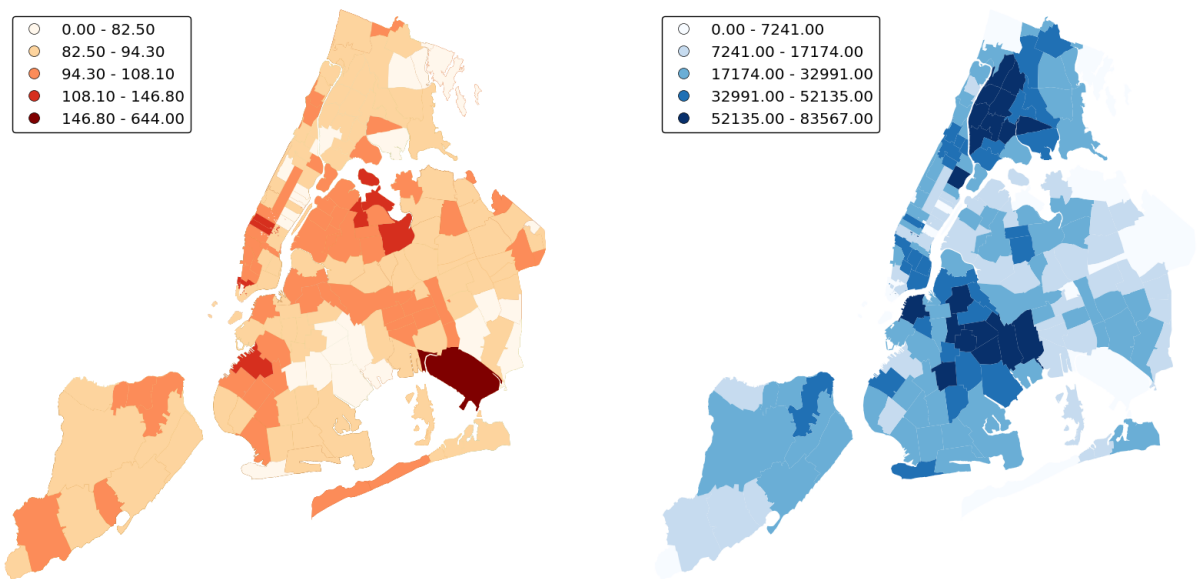 0.00 - 82.50
82.50 - 94.30
94.30 - 108.10
108.10 - 146.80
146.80 - 644.00
0.00 - 7241.00
7241.00 - 17174.00
17174.00 - 32991.00
32991.00 - 52135.00
52135.00 - 83567.00